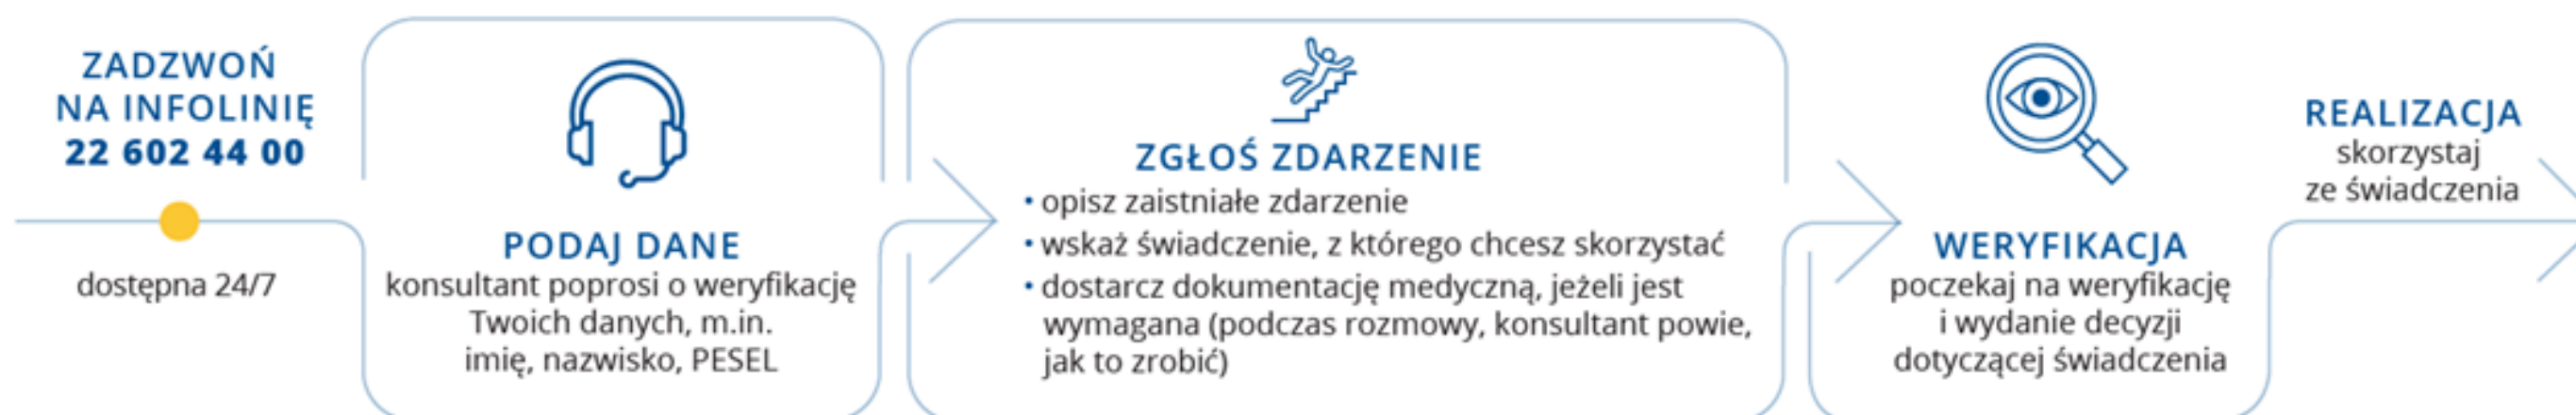 ZADZWOŃ
NA INFOLINIĘ
22 602 44 00
dostępna 24/7
PODAJ DANE
konsultant poprosi o weryfikację
Twoich danych, m.in.
imię, nazwisko, PESEL
ZGŁOŚ ZDARZENIE
• opisz zaistniałe zdarzenie
• wskaż świadczenie, z którego chcesz skorzystać
• dostarcz dokumentację medyczną, jeżeli jest
wymagana (podczas rozmowy, konsultant powie,
jak to zrobić)
WERYFIKACJA
poczekaj na weryfikację
i wydanie decyzji
dotyczącej świadczenia
REALIZACJA
skorzystaj
ze świadczenia